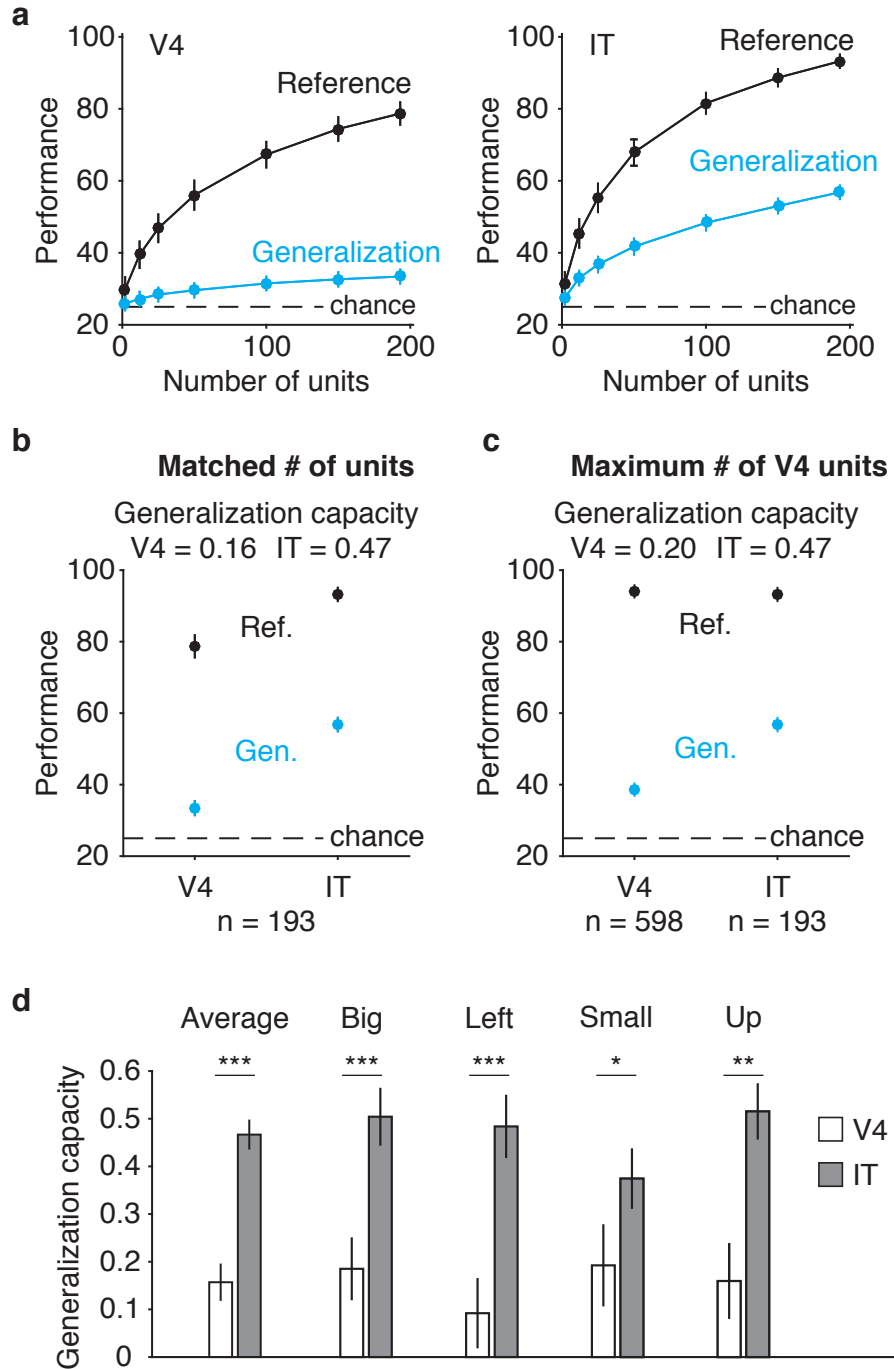 a
V4
Reference
Generalization
chance
Performance
100
80
60
40
20
0
100
200
Number of units
IT
Reference
Generalization
chance
Performance
100
80
60
40
20
0
100
200
Number of units
b
Matched # of units
Generalization capacity
V4 = 0.16 IT = 0.47
Performance
100
80
60
40
20
Ref.
Gen.
chance
V4
IT
n = 193
c
Maximum # of V4 units
Generalization capacity
V4 = 0.20 IT = 0.47
Performance
100
80
60
40
20
Ref.
Gen.
chance
V4
IT
n = 598
n = 193
d
Average
Big
Left
Small
Up
***
***
***
*
**
Generalization capacity
0.6
0.5
0.4
0.3
0.2
0.1
0
V4
IT